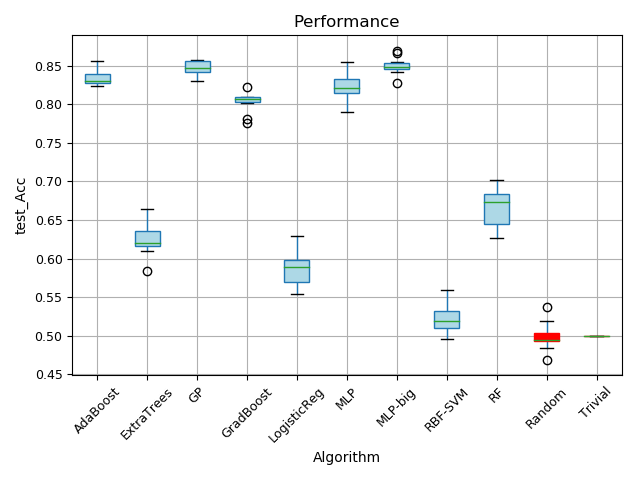 Performance
test_Acc
0.85
0.80
0.75
0.70
0.65
0.60
0.55
0.50
0.45
AdaBoost
ExtraTrees
GP
GradBoost
LogisticReg
MLP
MLP-big
RBF-SVM
RF
Random
Trivial
Algorithm